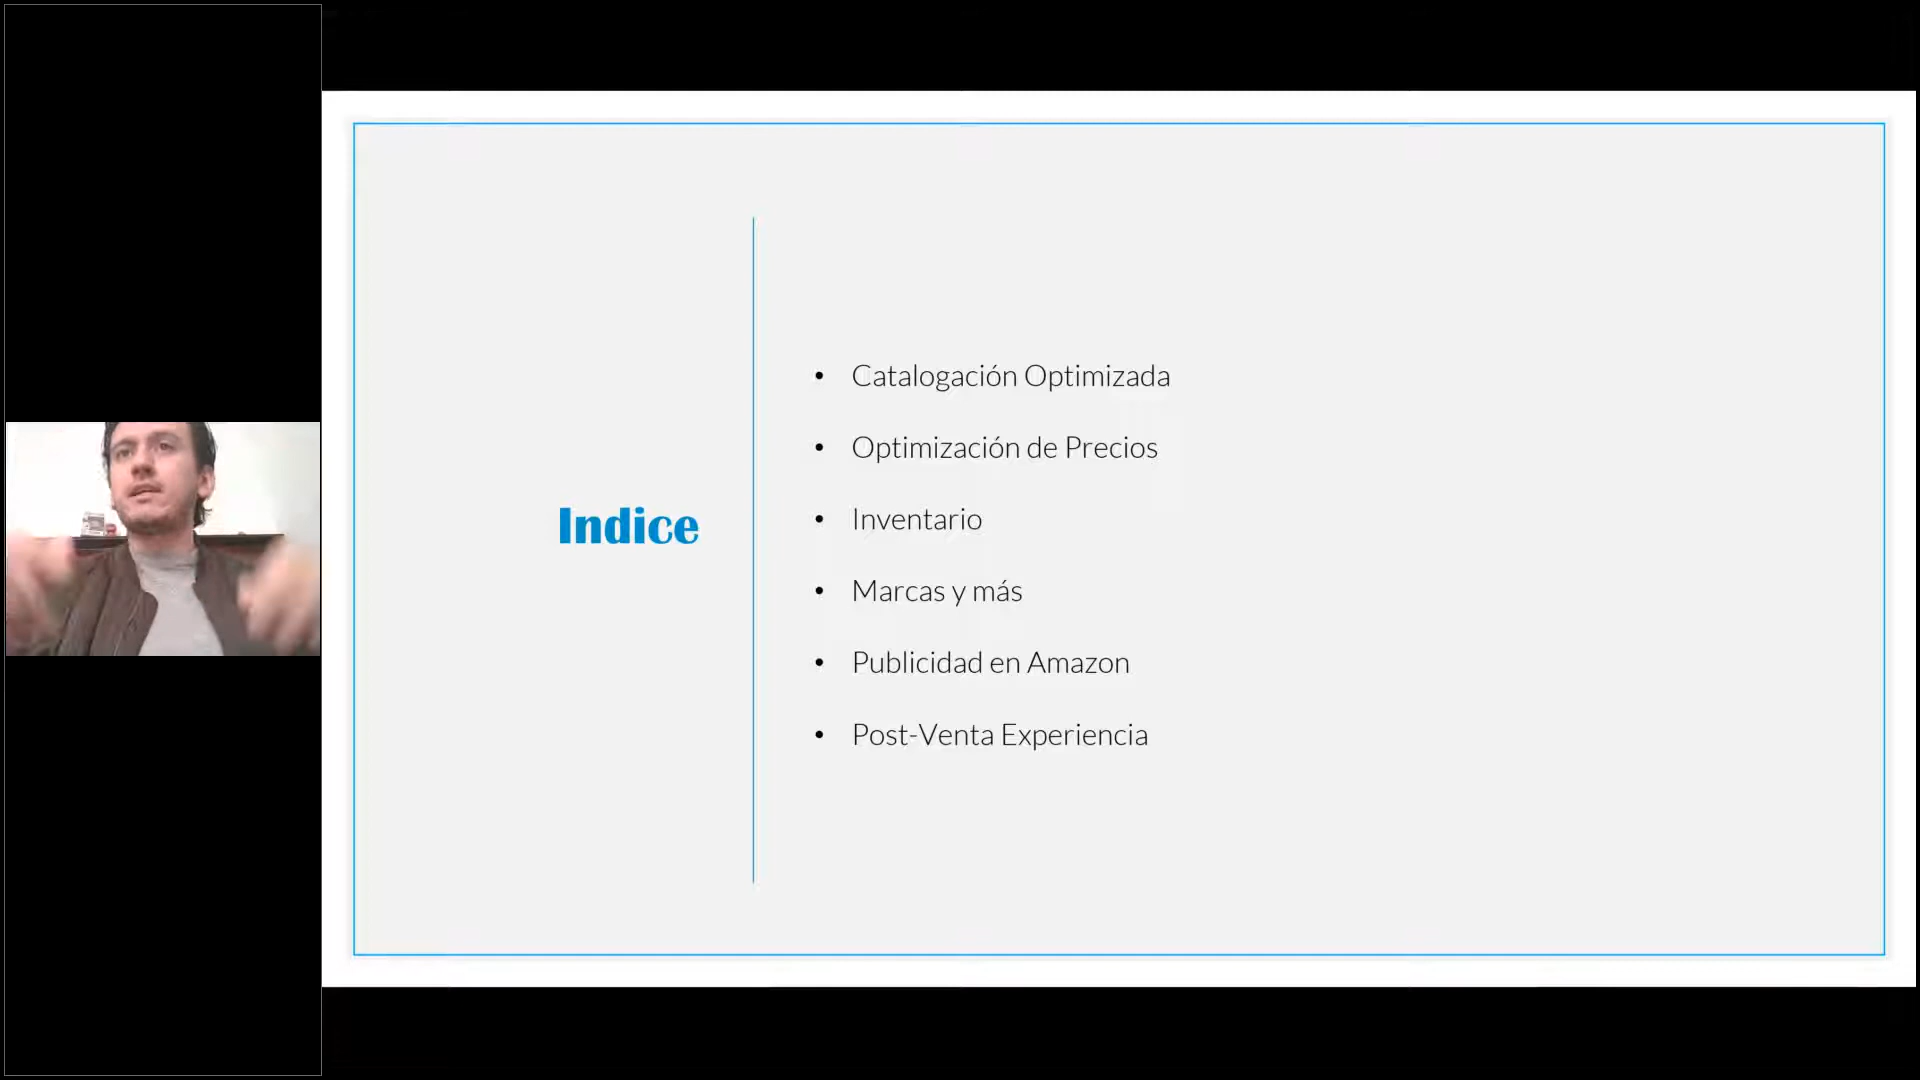 Indice
Catalogación Optimizada
Optimización de Precios
Inventario
Marcas y más
Publicidad en Amazon
Post-Venta Experiencia